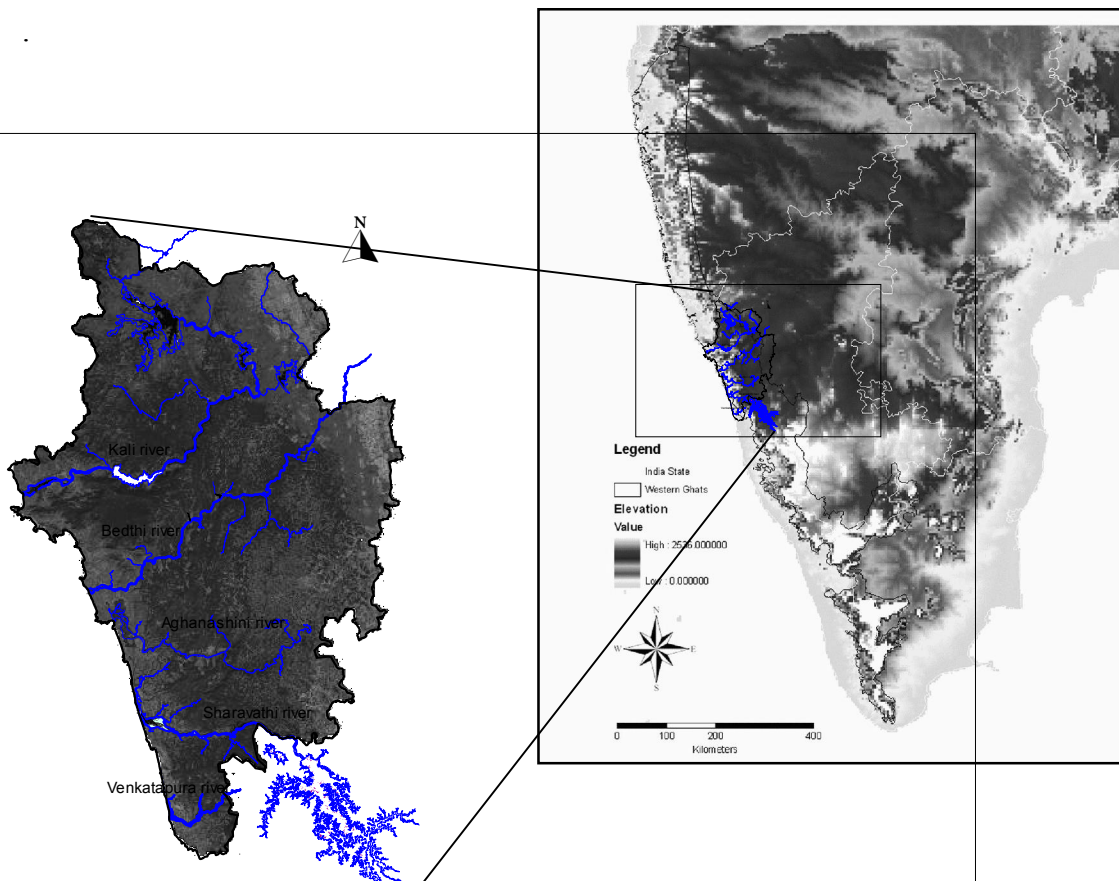 N
Kali river
Bedthi river
Aghanashini river
Sharavathi river
Venkatapura river
Legend
India State
Western Ghats
Elevation
Value
High : 2536.000000
Low : 0.000000
N
W
E
S
0
100
200
400
Kilometers